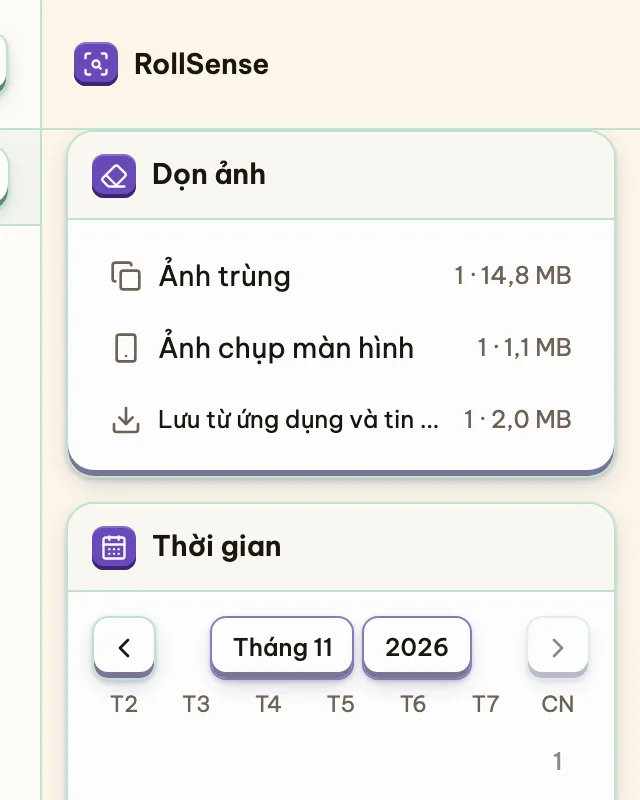 RollSense
Dọn ảnh
Ảnh trùng 1 · 14,8 MB
Ảnh chụp màn hình 1 · 1,1 MB
Lưu từ ứng dụng và tin ... 1 · 2,0 MB
Thời gian
Tháng 11 2026
T2 T3 T4 T5 T6 T7 CN
1